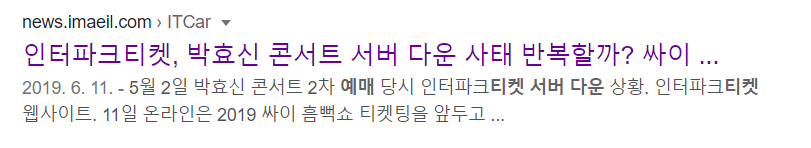 news.imaeil.com › ITCar
인터파크티켓, 박효신 콘서트 서버 다운 사태 반복할까? 싸이 ...
2019. 6. 11. - 5월 2일 박효신 콘서트 2차 예매 당시 인터파크티켓 서버 다운 상황. 인터파크티켓
웹사이트. 11일 온라인은 2019 싸이 흠뻑쇼 티켓팅을 앞두고 ...